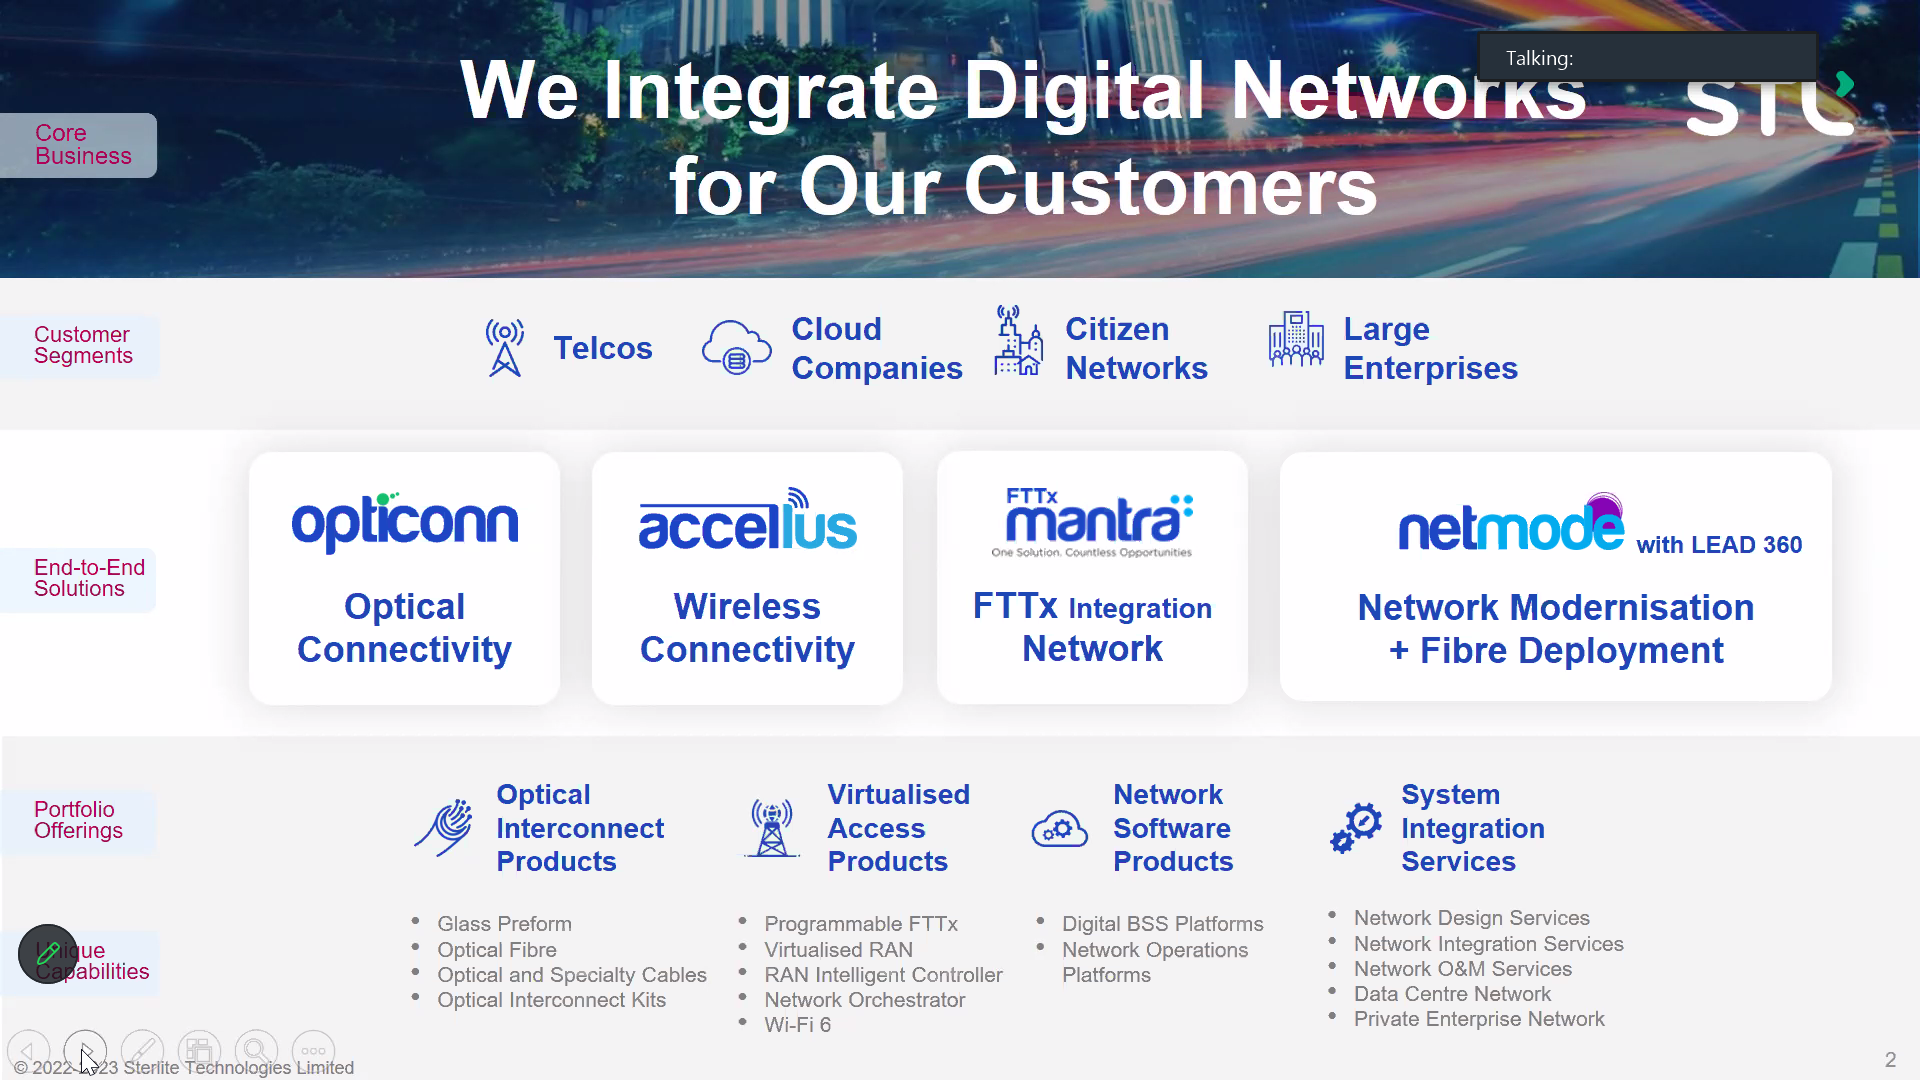 Talking:
We Integrate Digital Networks
for Our Customers
STL
Core
Business
Customer
Segments
Telcos
Cloud
Companies
Citizen
Networks
Large
Enterprises
End-to-End
Solutions
opticonn
Optical
Connectivity
accellus
Wireless
Connectivity
FTTx
mantra
One Solution. Countless Opportunities
FTTx Integration
Network
netmode with LEAD 360
Network Modernisation
+ Fibre Deployment
Portfolio
Offerings
Optical
Interconnect
Products
Virtualised
Access
Products
Network
Software
Products
System
Integration
Services
Unique
Capabilities
• Glass Preform
• Optical Fibre
• Optical and Specialty Cables
• Optical Interconnect Kits
• Programmable FTTx
• Virtualised RAN
• RAN Intelligent Controller
• Network Orchestrator
• Wi-Fi 6
• Digital BSS Platforms
• Network Operations
Platforms
• Network Design Services
• Network Integration Services
• Network O&M Services
• Data Centre Network
• Private Enterprise Network
© 2022-2023 Sterlite Technologies Limited
2